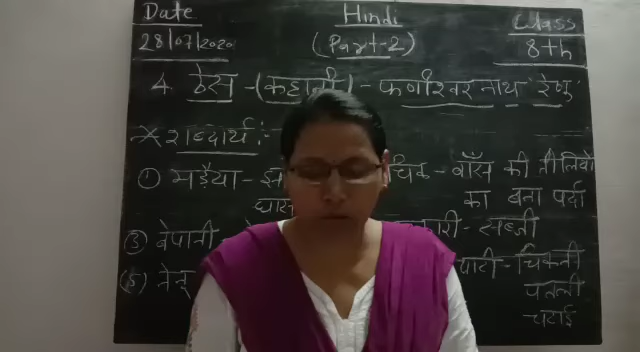 Date Hindi Class
28/07/2020 (Part-2) 8th
4 ठेस - (कहानी) - फणीश्वरनाथ 'रेणु'
* शब्दार्थ :-
① मड़ैया - चिक - बाँस की तीलियों
का बना पर्दा
③ बेपानी - सब्जी
(5) पाटी - चिकनी
पतली
चटाई